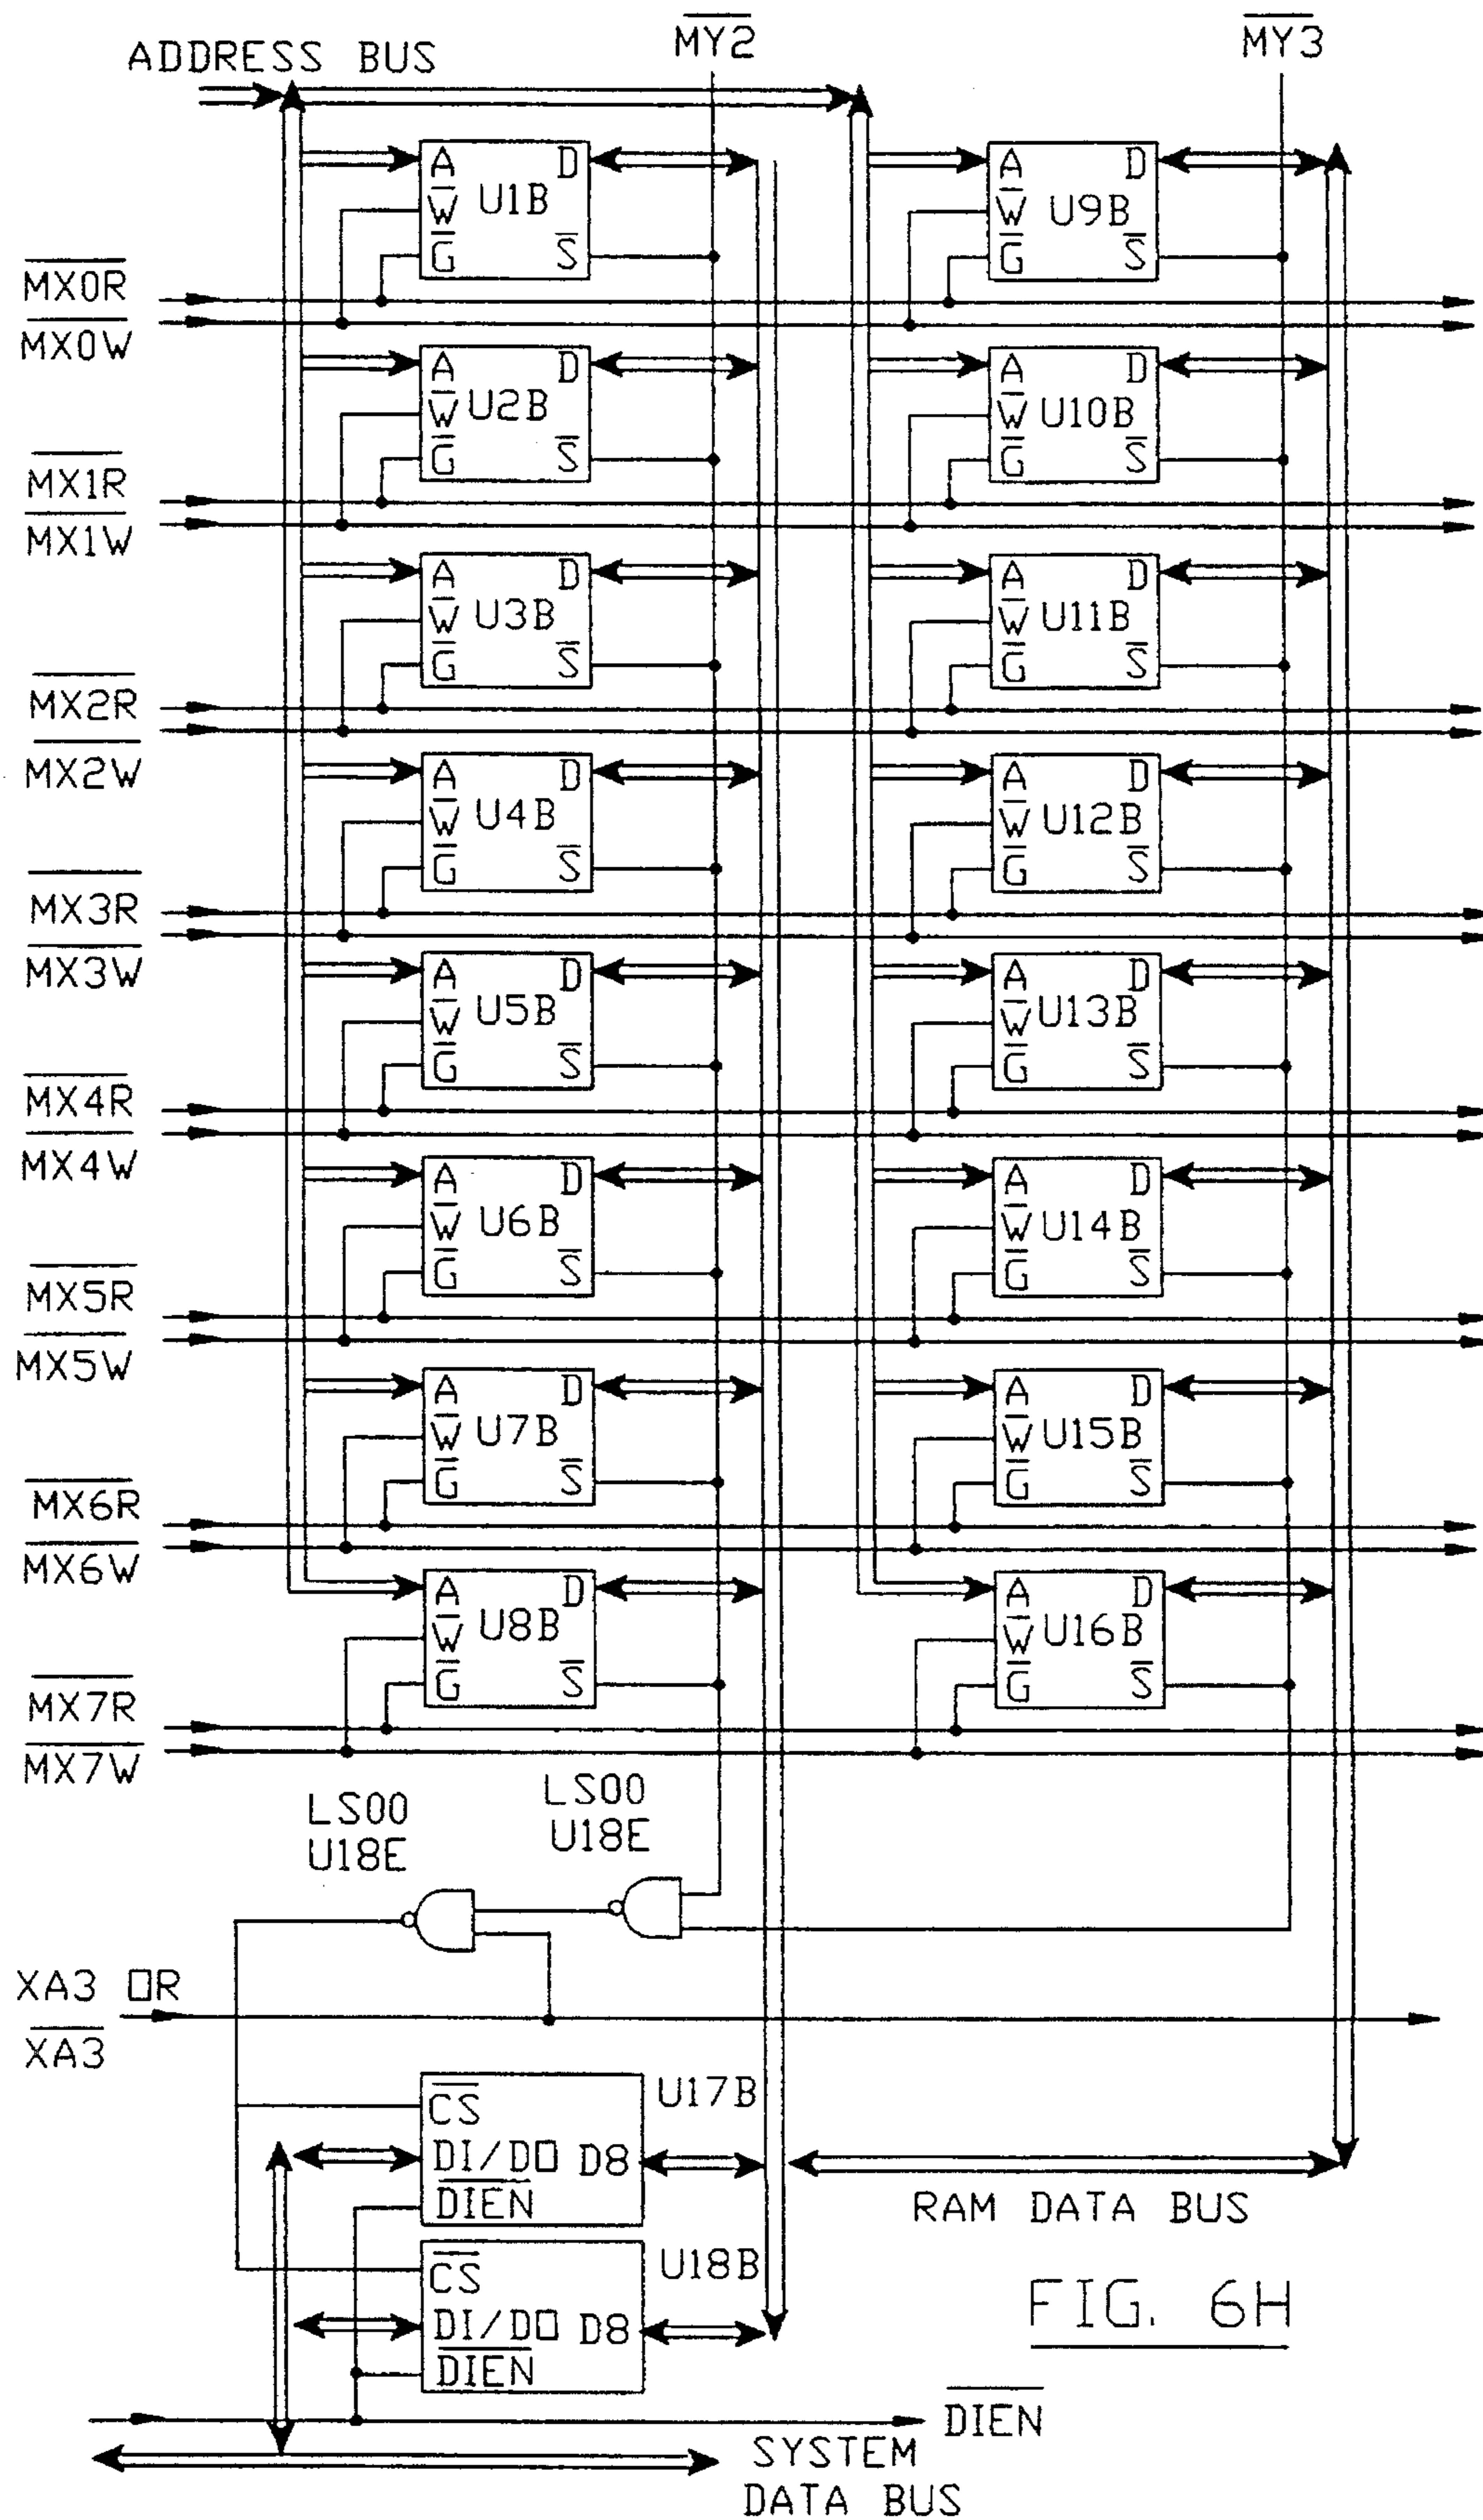 ADDRESS BUS
MY2
MY3
A D
W U1B
G S
A D
W U9B
G S
MX0R
MX0W
A D
W U2B
G S
A D
W U10B
G S
MX1R
MX1W
A D
W U3B
G S
A D
W U11B
G S
MX2R
MX2W
A D
W U4B
G S
A D
W U12B
G S
MX3R
MX3W
A D
W U5B
G S
A D
W U13B
G S
MX4R
MX4W
A D
W U6B
G S
A D
W U14B
G S
MX5R
MX5W
A D
W U7B
G S
A D
W U15B
G S
MX6R
MX6W
A D
W U8B
G S
A D
W U16B
G S
MX7R
MX7W
LS00
U18E
LS00
U18E
XA3 OR
XA3
CS
DI/DO D8
DIEN
U17B
RAM DATA BUS
CS
DI/DO D8
DIEN
U18B
FIG. 6H
DIEN
SYSTEM
DATA BUS